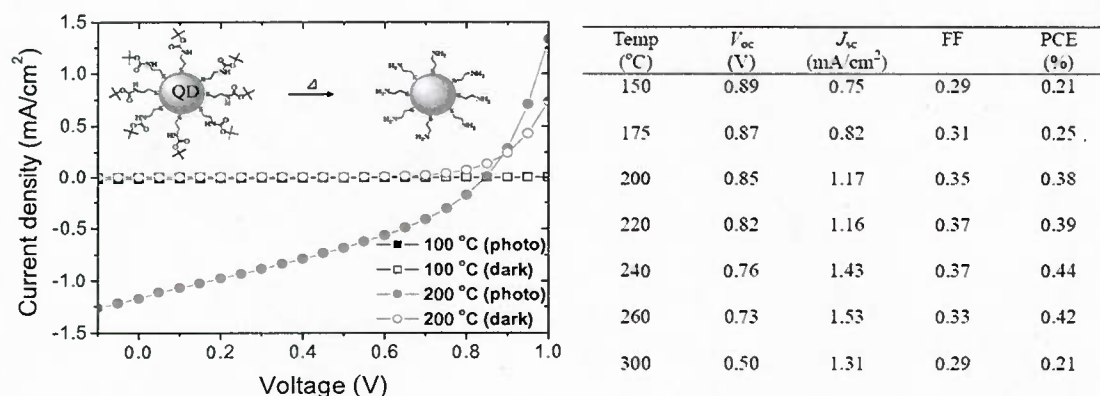 Current density (mA/cm²)
1.5
1.0
0.5
0.0
-0.5
-1.0
-1.5
QD
Δ
NH₂
H₂N
100 °C (photo)
100 °C (dark)
200 °C (photo)
200 °C (dark)
0.0 0.2 0.4 0.6 0.8 1.0
Voltage (V)
Temp (°C) Voc (V) Jsc (mA/cm²) FF PCE (%)
150 0.89 0.75 0.29 0.21
175 0.87 0.82 0.31 0.25
200 0.85 1.17 0.35 0.38
220 0.82 1.16 0.37 0.39
240 0.76 1.43 0.37 0.44
260 0.73 1.53 0.33 0.42
300 0.50 1.31 0.29 0.21